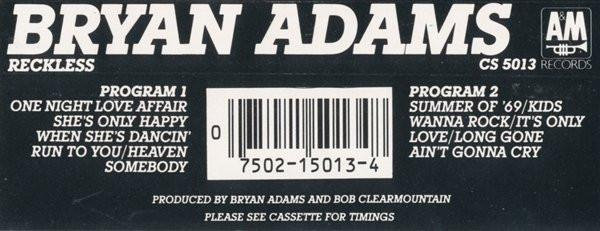 BRYAN ADAMS
A&M
RECORDS
RECKLESS
CS 5013
PROGRAM 1
ONE NIGHT LOVE AFFAIR
SHE'S ONLY HAPPY
WHEN SHE'S DANCIN'
RUN TO YOU/HEAVEN
SOMEBODY
0
7502-15013-4
PROGRAM 2
SUMMER OF '69/KIDS
WANNA ROCK/IT'S ONLY
LOVE/LONG GONE
AIN'T GONNA CRY
PRODUCED BY BRYAN ADAMS AND BOB CLEARMOUNTAIN
PLEASE SEE CASSETTE FOR TIMINGS